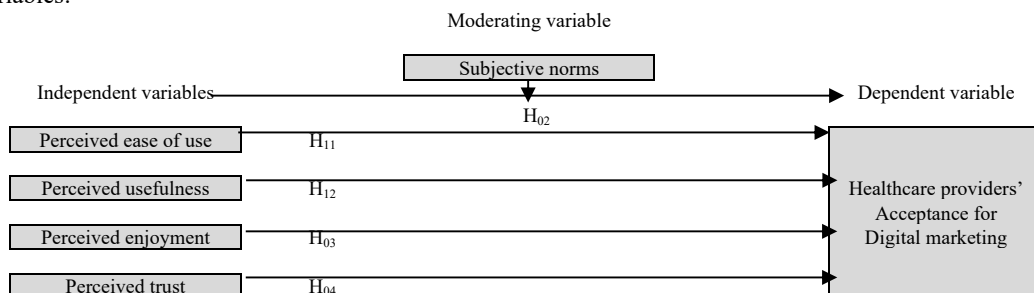 Moderating variable
Subjective norms
Independent variables
Dependent variable
H02
Perceived ease of use
H11
Perceived usefulness
H12
Healthcare providers’
Acceptance for
Digital marketing
Perceived enjoyment
H03
Perceived trust
H04